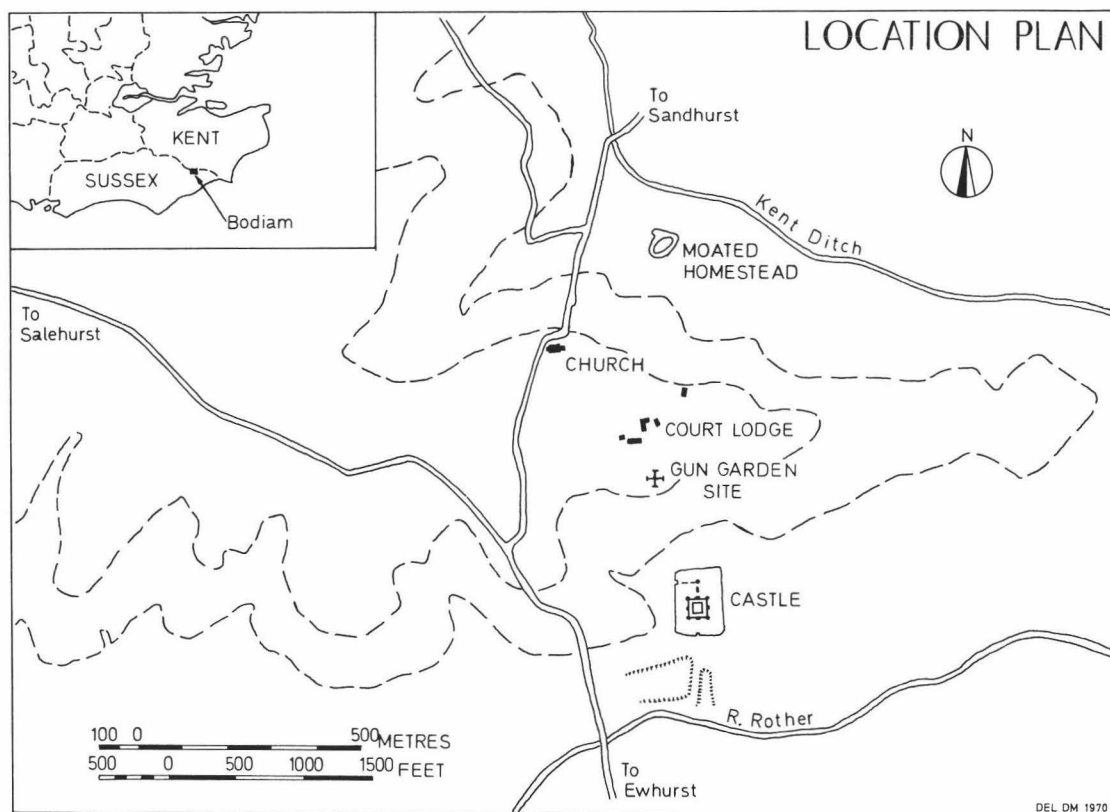 LOCATION PLAN
KENT
SUSSEX
Bodiam
To
Sandhurst
N
Kent Ditch
MOATED
HOMESTEAD
To
Salehurst
CHURCH
COURT LODGE
GUN GARDEN
SITE
CASTLE
R. Rother
100 0 500 METRES
500 0 500 1000 1500 FEET
To
Ewhurst
DEL DM 1970